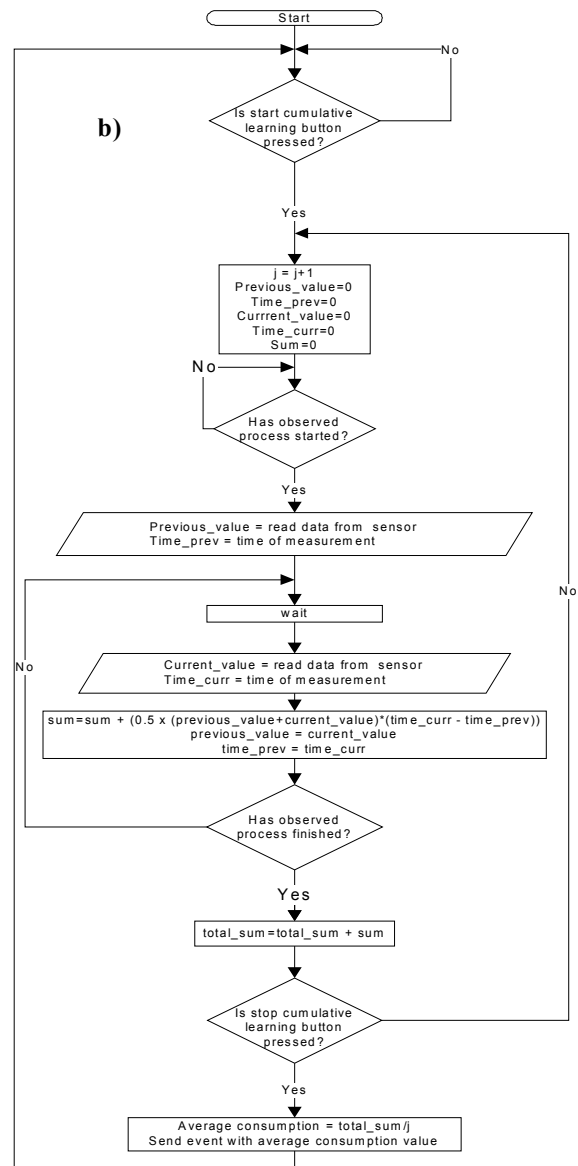 Start
No
Is start cumulative
learning button
pressed?
b)
Yes
j = j+1
Previous_value=0
Time_prev=0
Currrent_value=0
Time_curr=0
Sum=0
No
Has observed
process started?
Yes
Previous_value = read data from sensor
Time_prev = time of measurement
No
wait
No
Current_value = read data from sensor
Time_curr = time of measurement
sum=sum + (0.5 x (previous_value+current_value)*(time_curr - time_prev))
previous_value = current_value
time_prev = time_curr
Has observed
process finished?
Yes
total_sum=total_sum + sum
Is stop cumulative
learning button
pressed?
Yes
Average consumption = total_sum/j
Send event with average consumption value